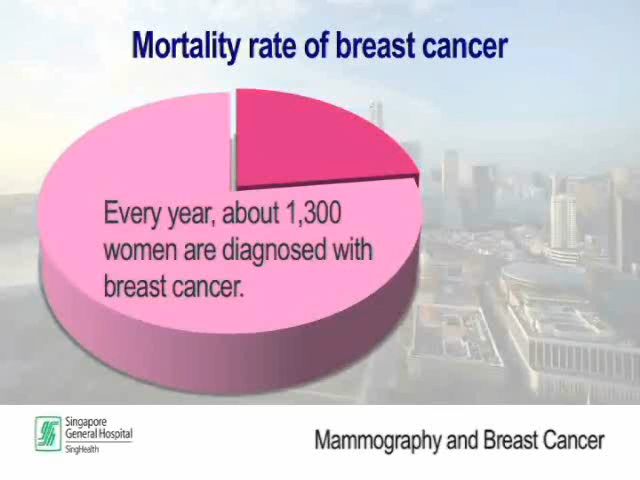 Mortality rate of breast cancer
Every year, about 1,300
women are diagnosed with
breast cancer.
Singapore
General Hospital
SingHealth
Mammography and Breast Cancer